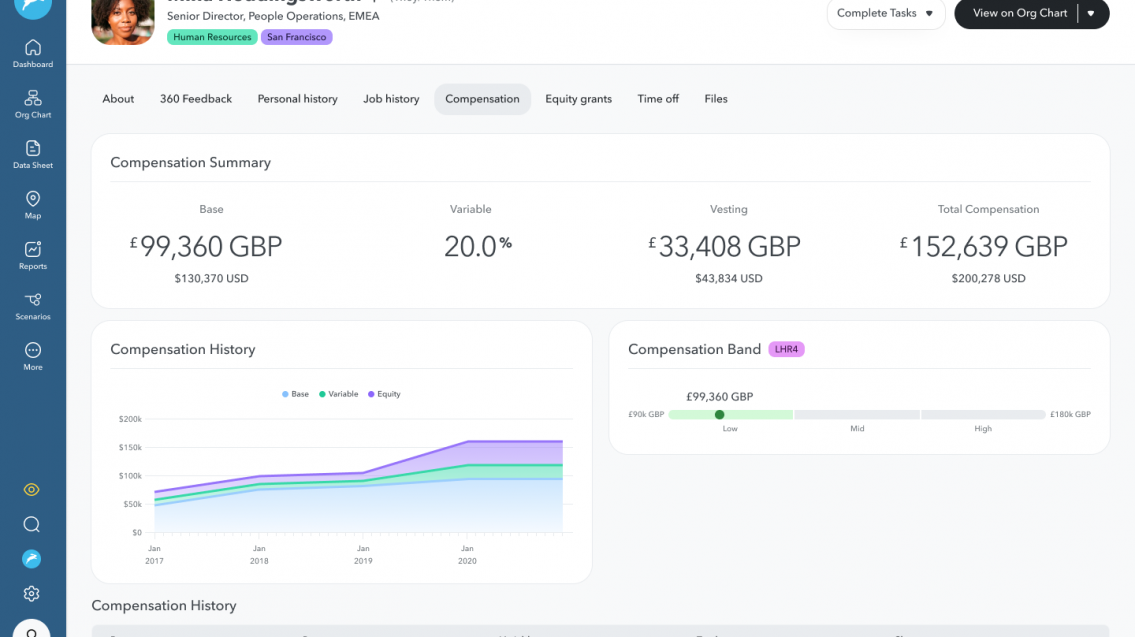 Senior Director, People Operations, EMEA
Human Resources
San Francisco
Complete Tasks ▼
View on Org Chart ▼
Dashboard
Org Chart
Data Sheet
Map
Reports
Scenarios
More
About
360 Feedback
Personal history
Job history
Compensation
Equity grants
Time off
Files
Compensation Summary
Base
£99,360 GBP
$130,370 USD
Variable
20.0%
Vesting
£33,408 GBP
$43,834 USD
Total Compensation
£152,639 GBP
$200,278 USD
Compensation History
Base Variable Equity
$200k
$150k
$100k
$50k
$0
Jan 2017
Jan 2018
Jan 2019
Jan 2020
Compensation Band LHR4
£99,360 GBP
£90k GBP
£180k GBP
Low
Mid
High
Compensation History